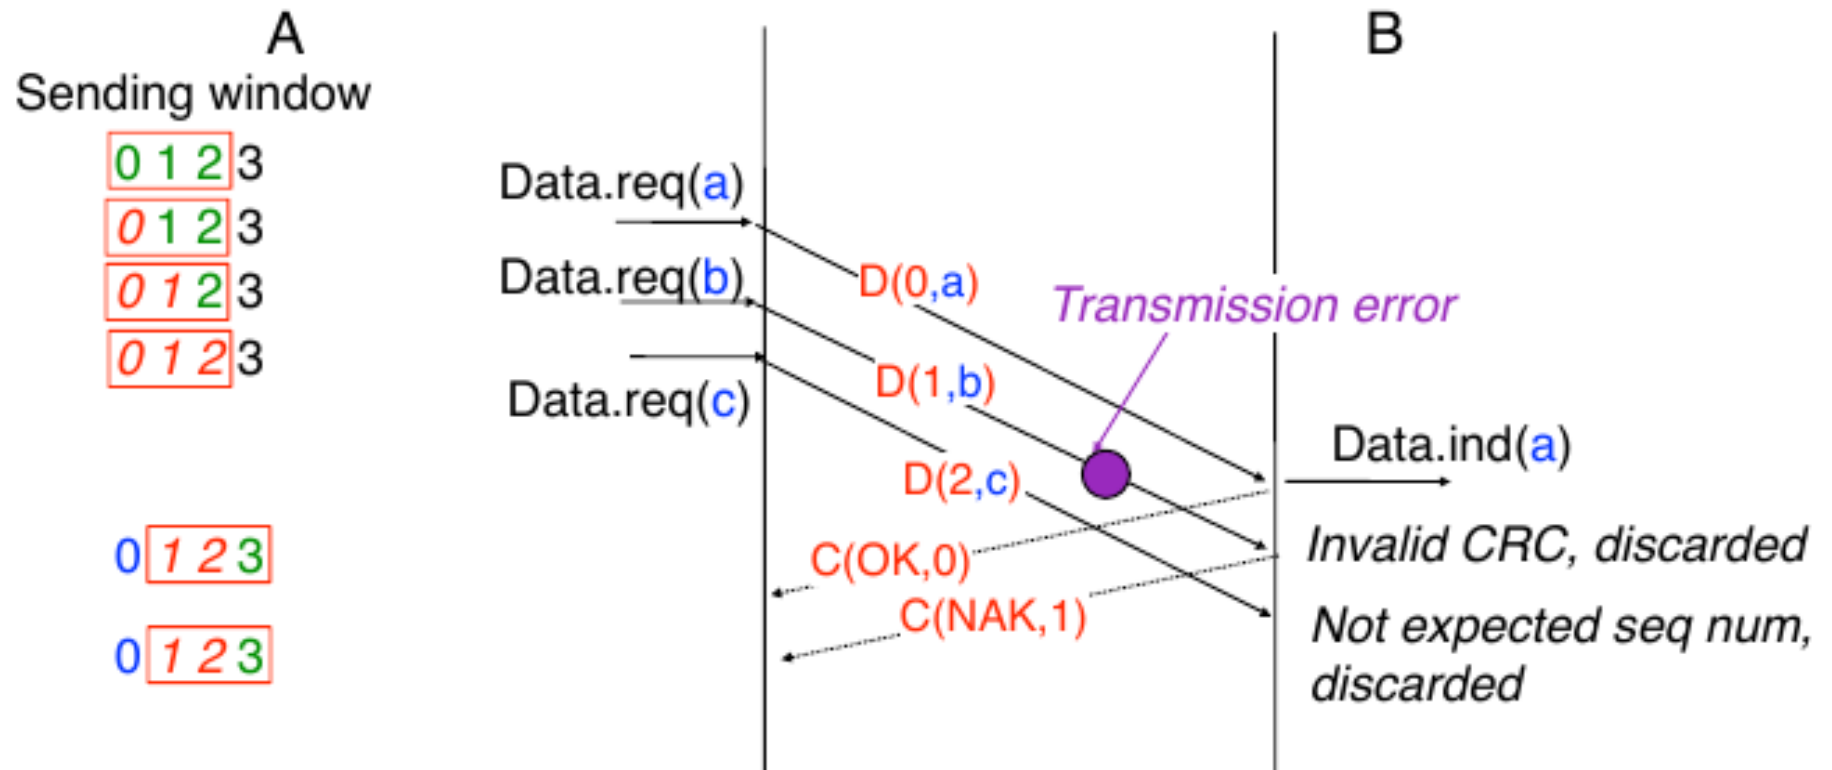 A
B
Sending window
0 1 2 3
Data.req(a)
0 1 2 3
Data.req(b)
D(0,a)
0 1 2 3
Transmission error
0 1 2 3
D(1,b)
Data.req(c)
Data.ind(a)
D(2,c)
0 1 2 3
C(OK,0)
Invalid CRC, discarded
C(NAK,1)
Not expected seq num,
discarded
0 1 2 3